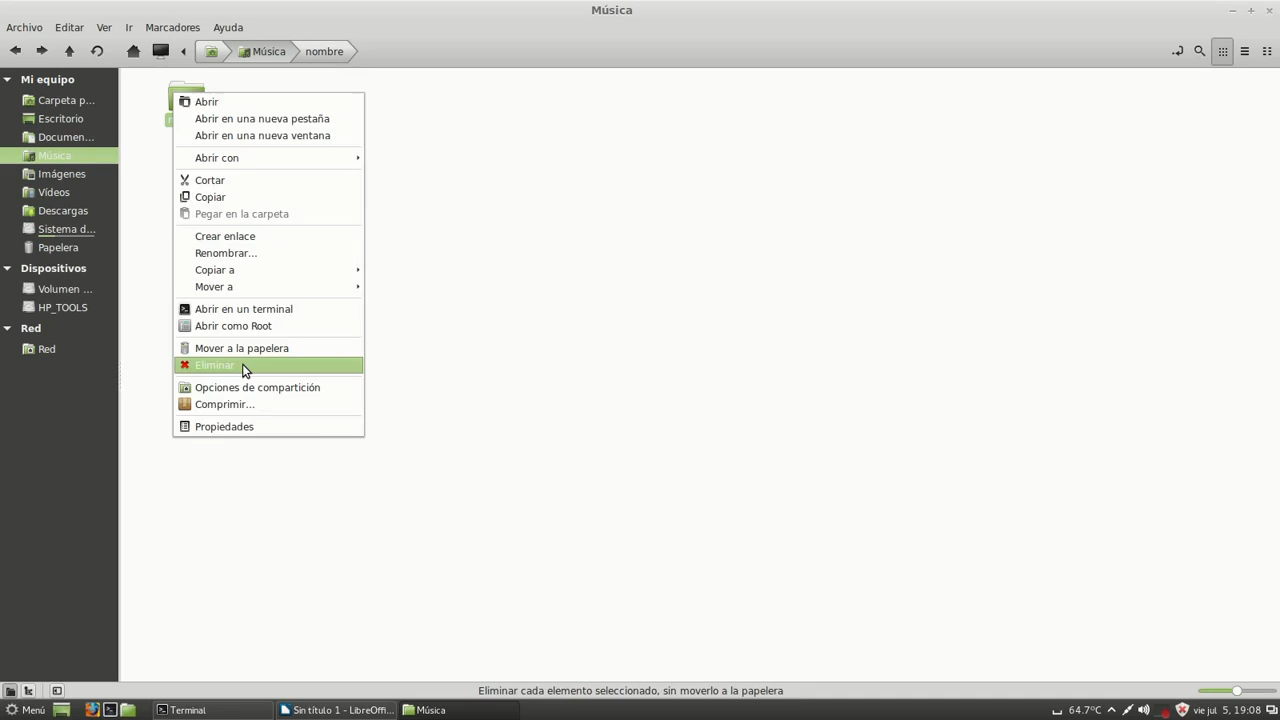 Música
Archivo Editar Ver Ir Marcadores Ayuda
Música nombre
Mi equipo
Carpeta p...
Escritorio
Documen...
Música
Imágenes
Vídeos
Descargas
Sistema d...
Papelera
Dispositivos
Volumen ...
HP_TOOLS
Red
Red
Abrir
Abrir en una nueva pestaña
Abrir en una nueva ventana
Abrir con
Cortar
Copiar
Pegar en la carpeta
Crear enlace
Renombrar...
Copiar a
Mover a
Abrir en un terminal
Abrir como Root
Mover a la papelera
Eliminar
Opciones de compartición
Comprimir...
Propiedades
Eliminar cada elemento seleccionado, sin moverlo a la papelera
Menú Terminal Sin título 1 - LibreOffi... Música 64.7°C vie jul 5, 19:08